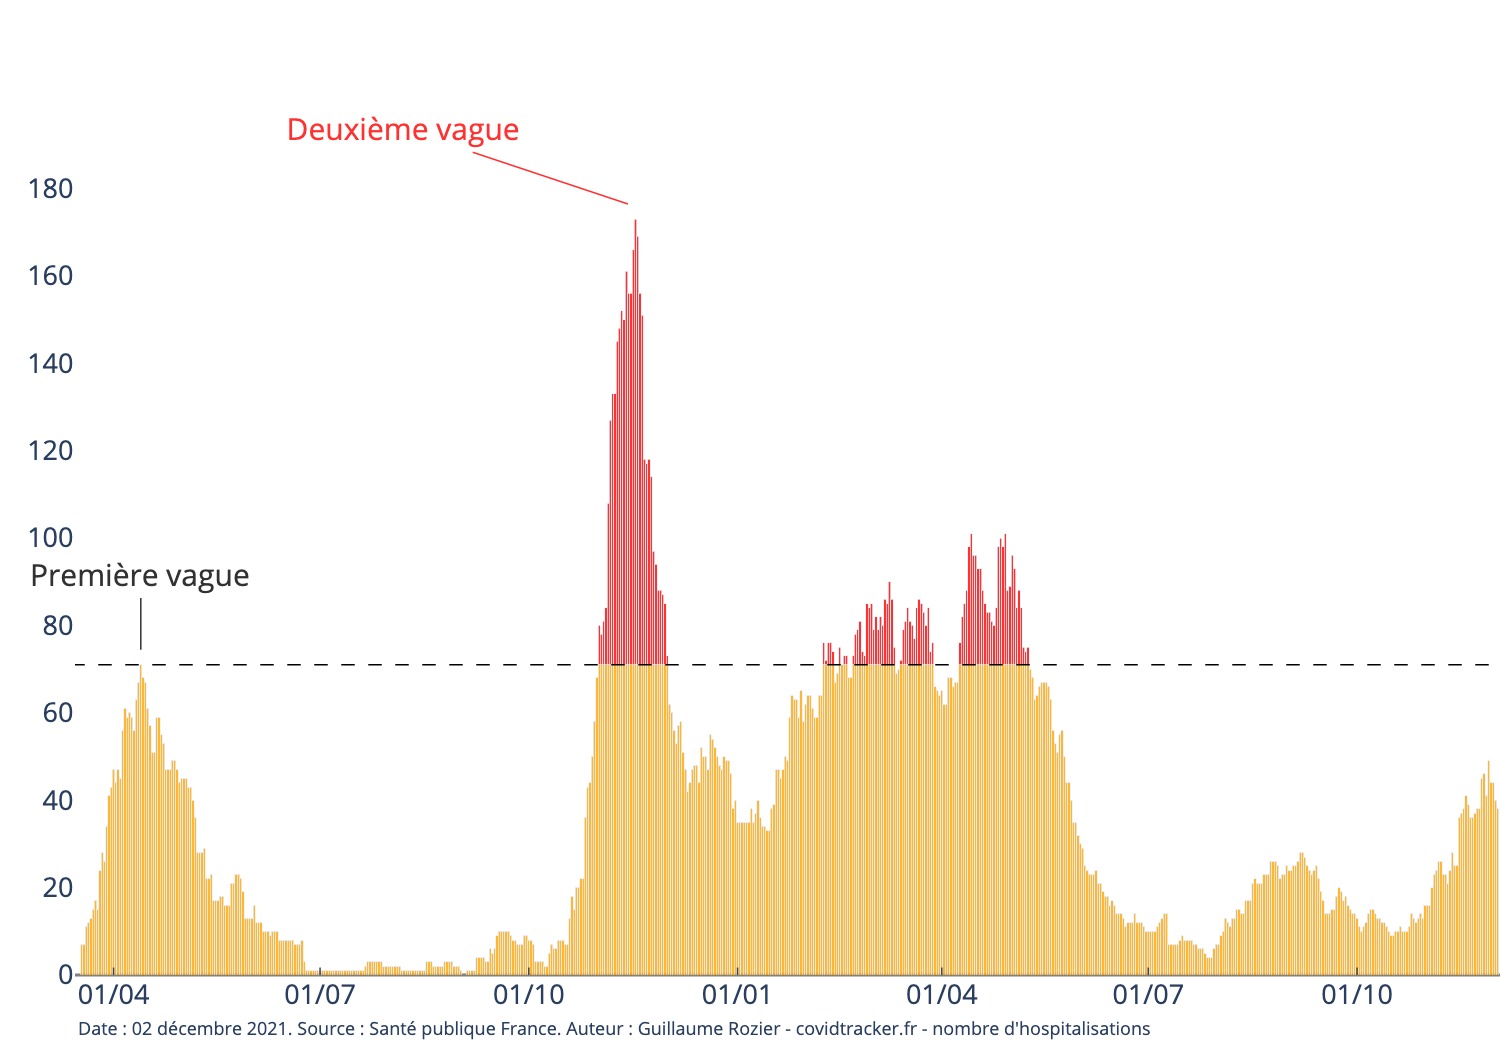 Deuxième vague
180
160
140
120
100
Première vague
80
60
40
20
0
01/04 01/07 01/10 01/01 01/04 01/07 01/10
Date : 02 décembre 2021. Source : Santé publique France. Auteur : Guillaume Rozier - covidtracker.fr - nombre d'hospitalisations